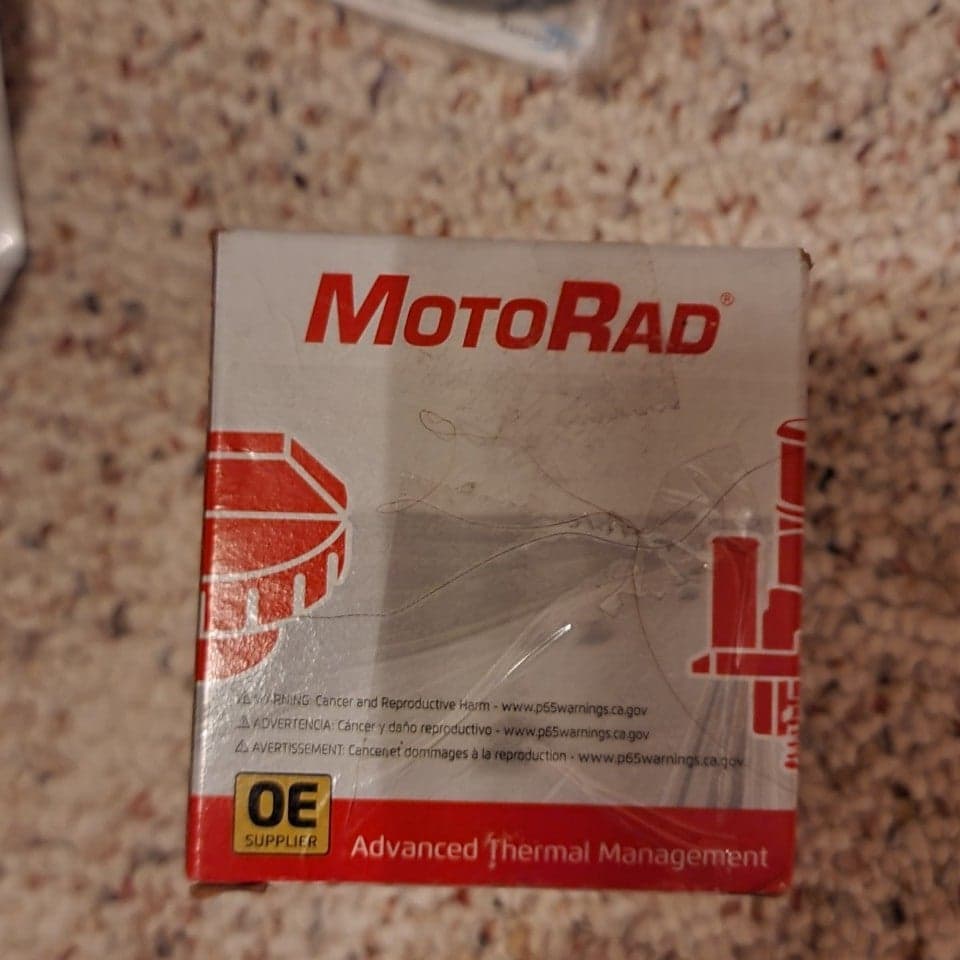 MOTORAD®
⚠ WARNING: Cancer and Reproductive Harm - www.p65warnings.ca.gov
⚠ ADVERTENCIA: Cáncer y daño reproductivo - www.p65warnings.ca.gov
⚠ AVERTISSEMENT: Cancer et dommages à la reproduction - www.p65warnings.ca.gov
OE
SUPPLIER
Advanced Thermal Management